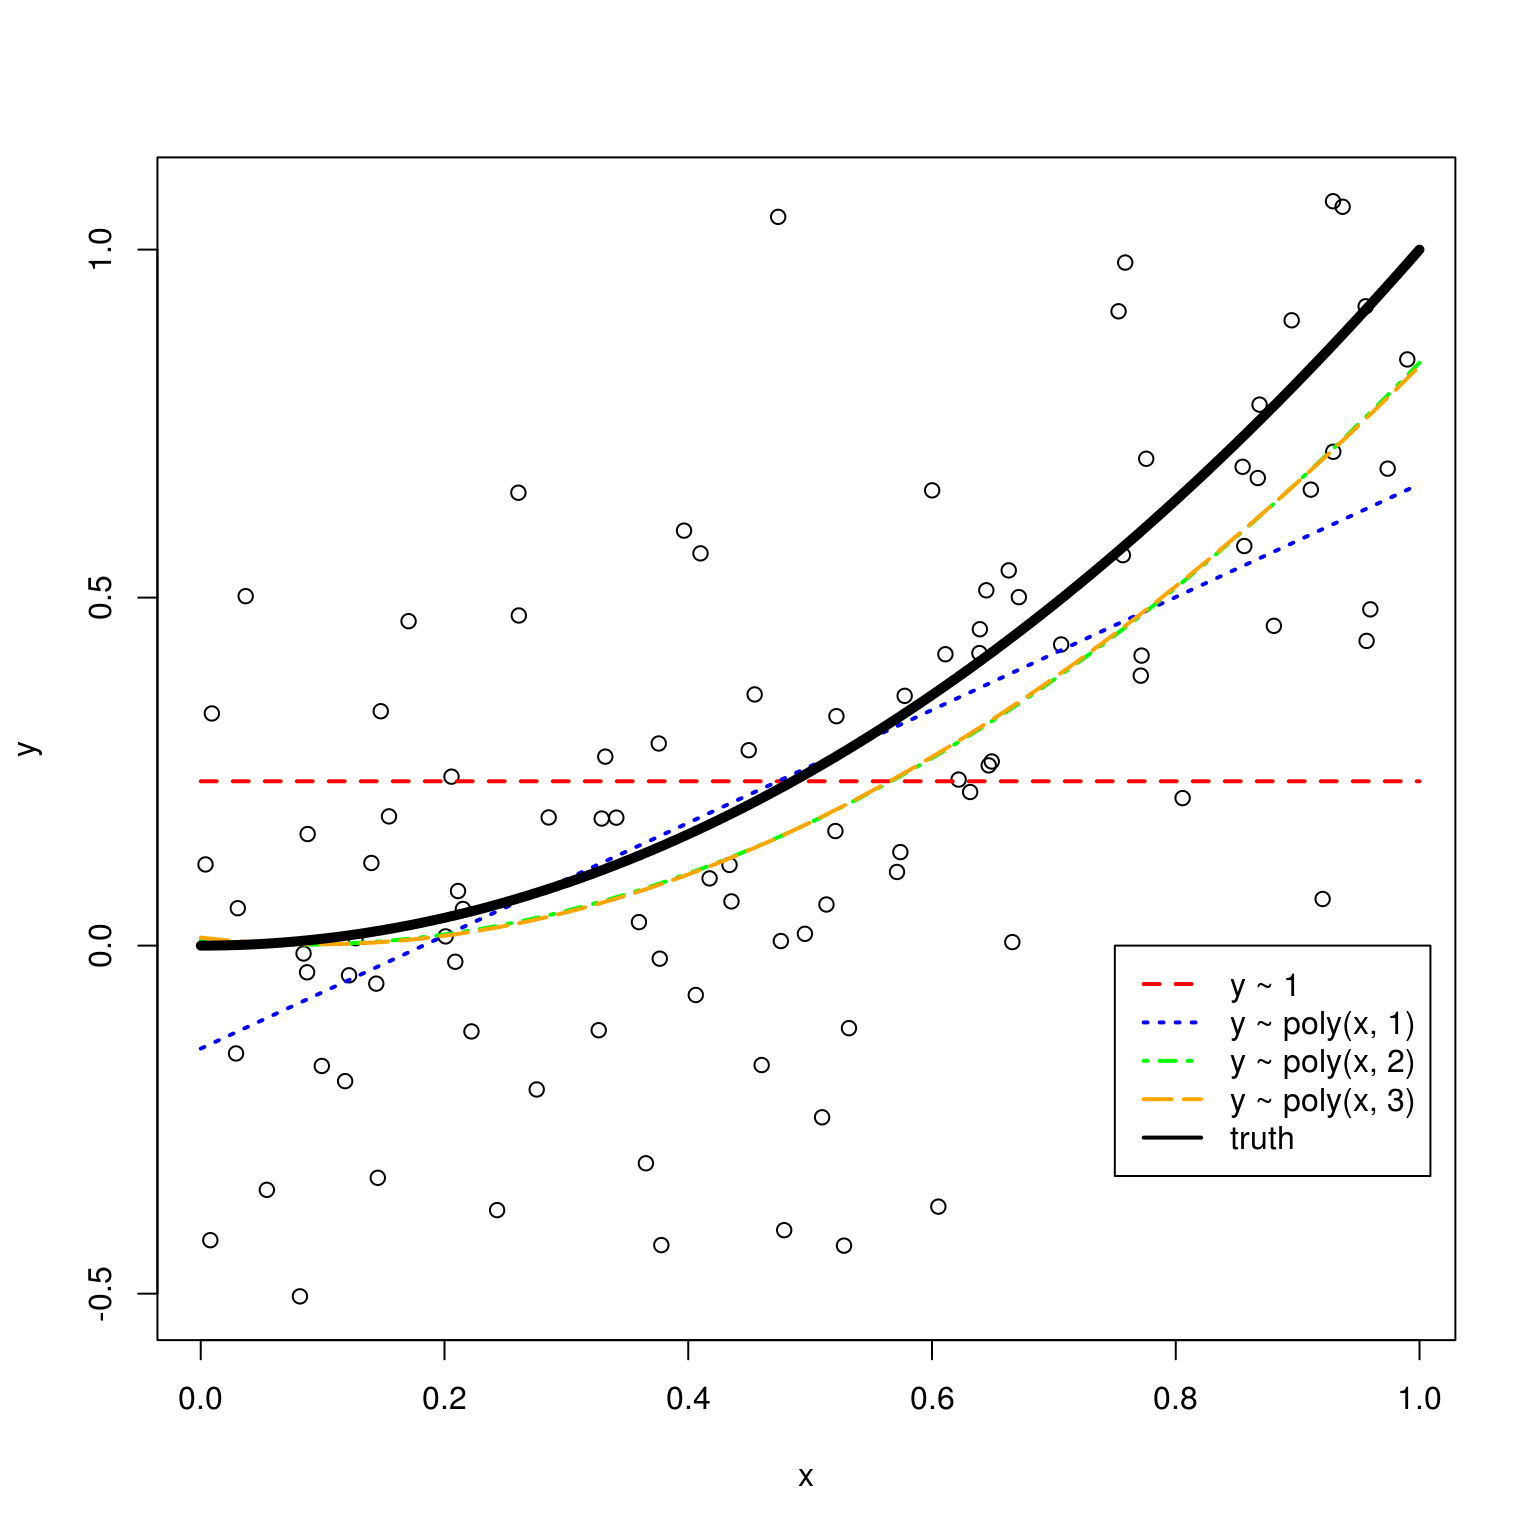 1.0
0.5
0.0
-0.5
y
y ~ 1
y ~ poly(x, 1)
y ~ poly(x, 2)
y ~ poly(x, 3)
truth
0.0 0.2 0.4 0.6 0.8 1.0
x